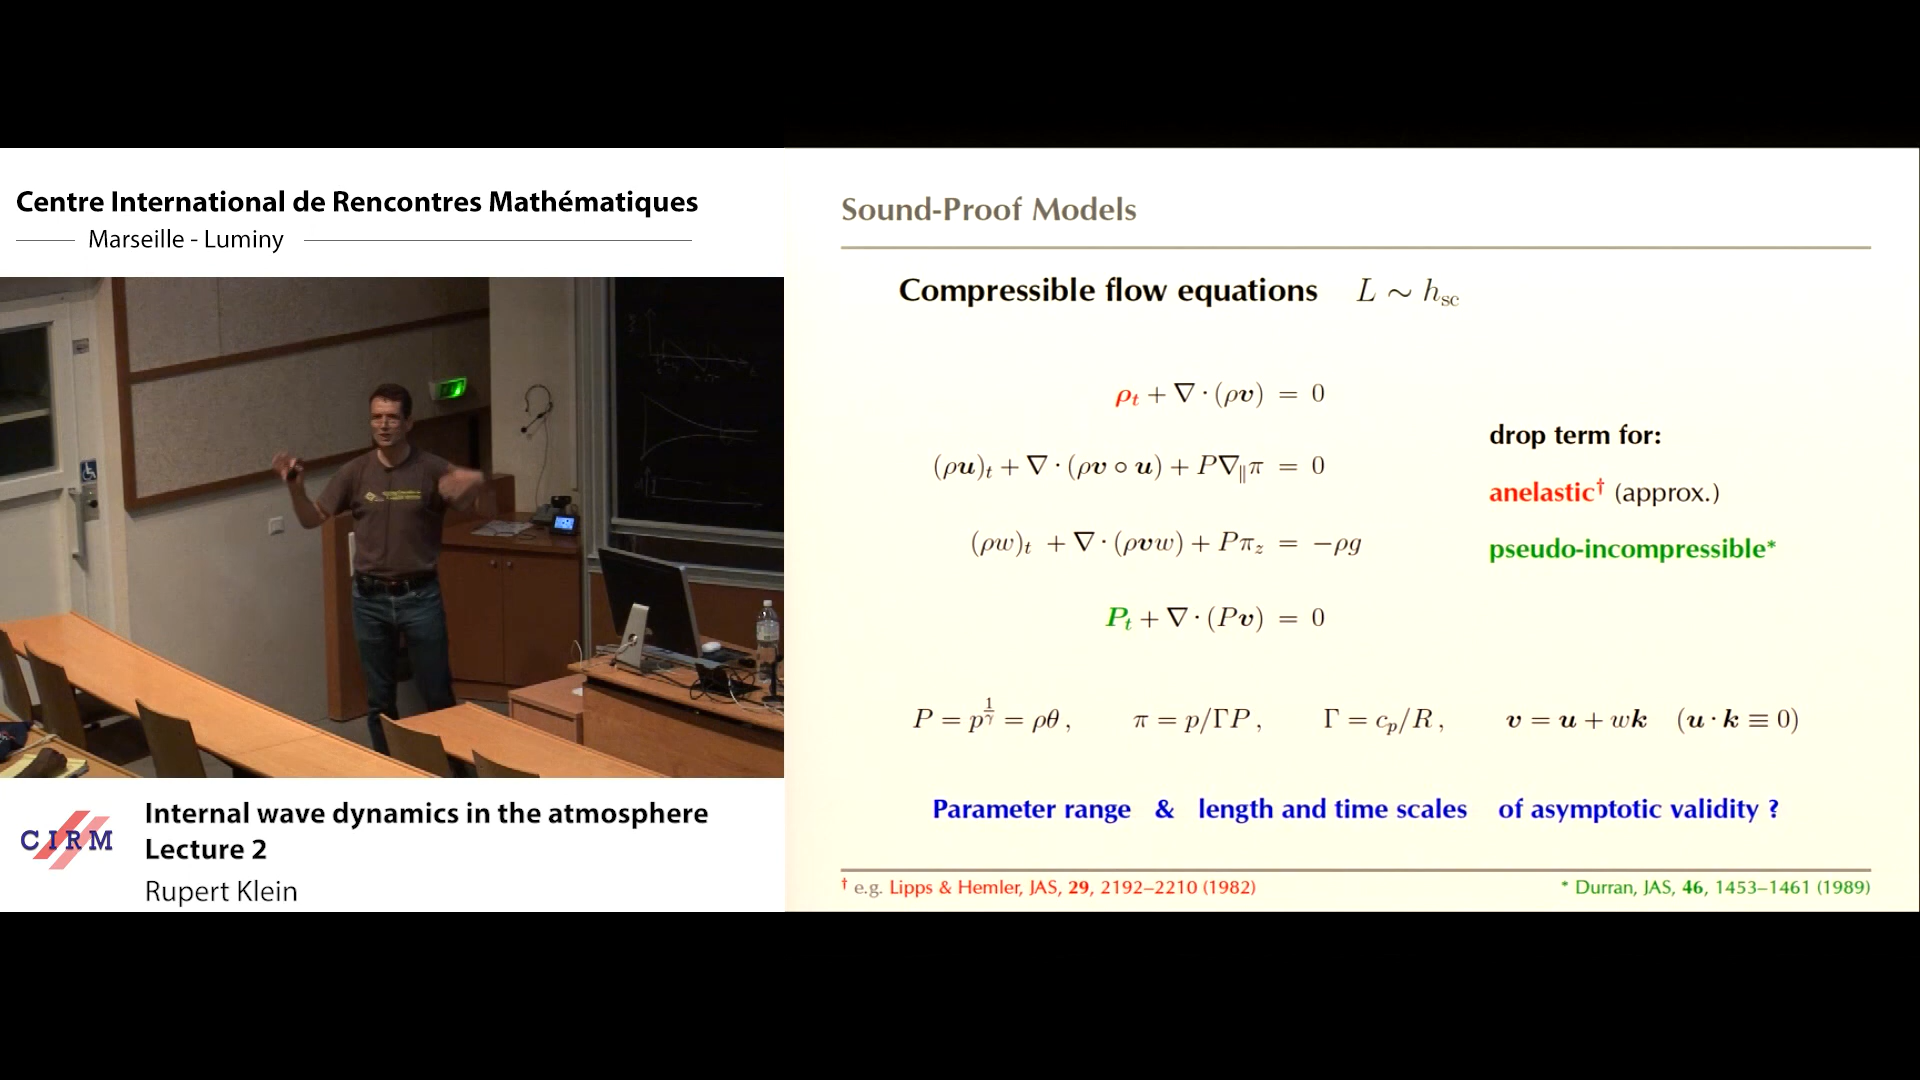 Centre International de Rencontres Mathématiques
Marseille - Luminy
CIRM
Internal wave dynamics in the atmosphere
Lecture 2
Rupert Klein
Sound-Proof Models
Compressible flow equations L ∼ h_sc
ρ_t + ∇ · (ρv) = 0
(ρu)_t + ∇ · (ρv ∘ u) + P∇_∥π = 0
(ρw)_t + ∇ · (ρvw) + Pπ_z = −ρg
P_t + ∇ · (Pv) = 0
drop term for:
anelastic† (approx.)
pseudo-incompressible*
P = p^{1/γ} = ρθ , π = p/ΓP , Γ = c_p/R , v = u + wk (u · k ≡ 0)
Parameter range & length and time scales of asymptotic validity ?
† e.g. Lipps & Hemler, JAS, 29, 2192–2210 (1982)
* Durran, JAS, 46, 1453–1461 (1989)